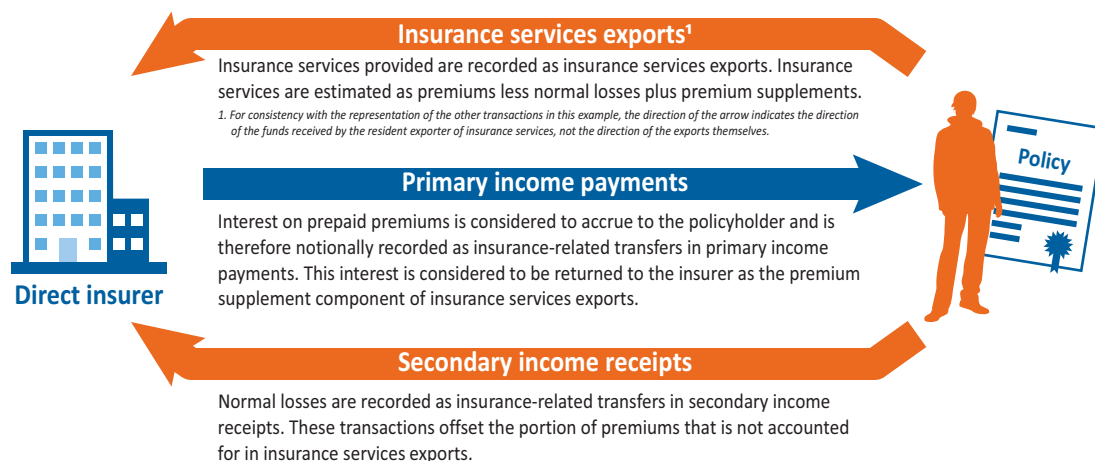 Insurance services exports¹
Insurance services provided are recorded as insurance services exports. Insurance
services are estimated as premiums less normal losses plus premium supplements.
1. For consistency with the representation of the other transactions in this example, the direction of the arrow indicates the direction
of the funds received by the resident exporter of insurance services, not the direction of the exports themselves.
Policy
Primary income payments
Interest on prepaid premiums is considered to accrue to the policyholder and is
therefore notionally recorded as insurance-related transfers in primary income
payments. This interest is considered to be returned to the insurer as the premium
supplement component of insurance services exports.
Direct insurer
Secondary income receipts
Normal losses are recorded as insurance-related transfers in secondary income
receipts. These transactions offset the portion of premiums that is not accounted
for in insurance services exports.